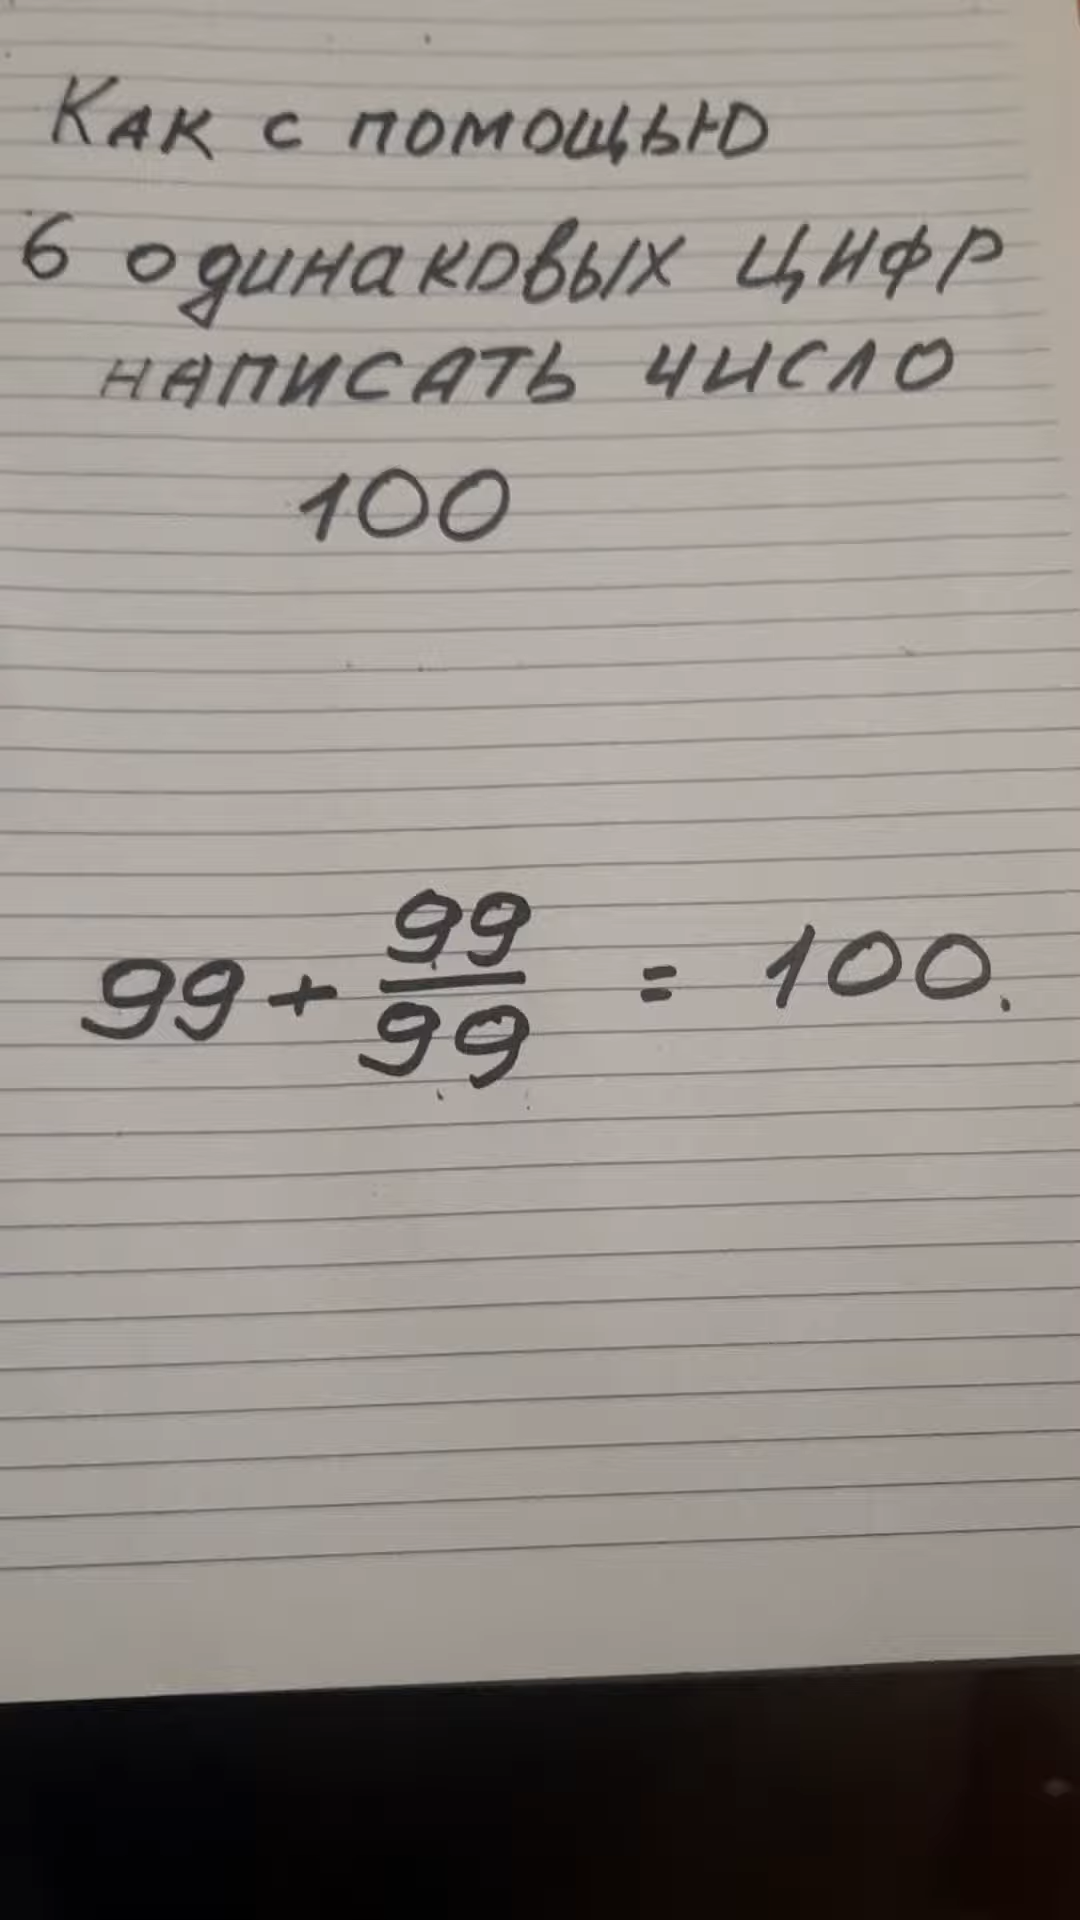 Как с помощью
6 одинаковых цифр
написать число
100
99 + 99/99 = 100.